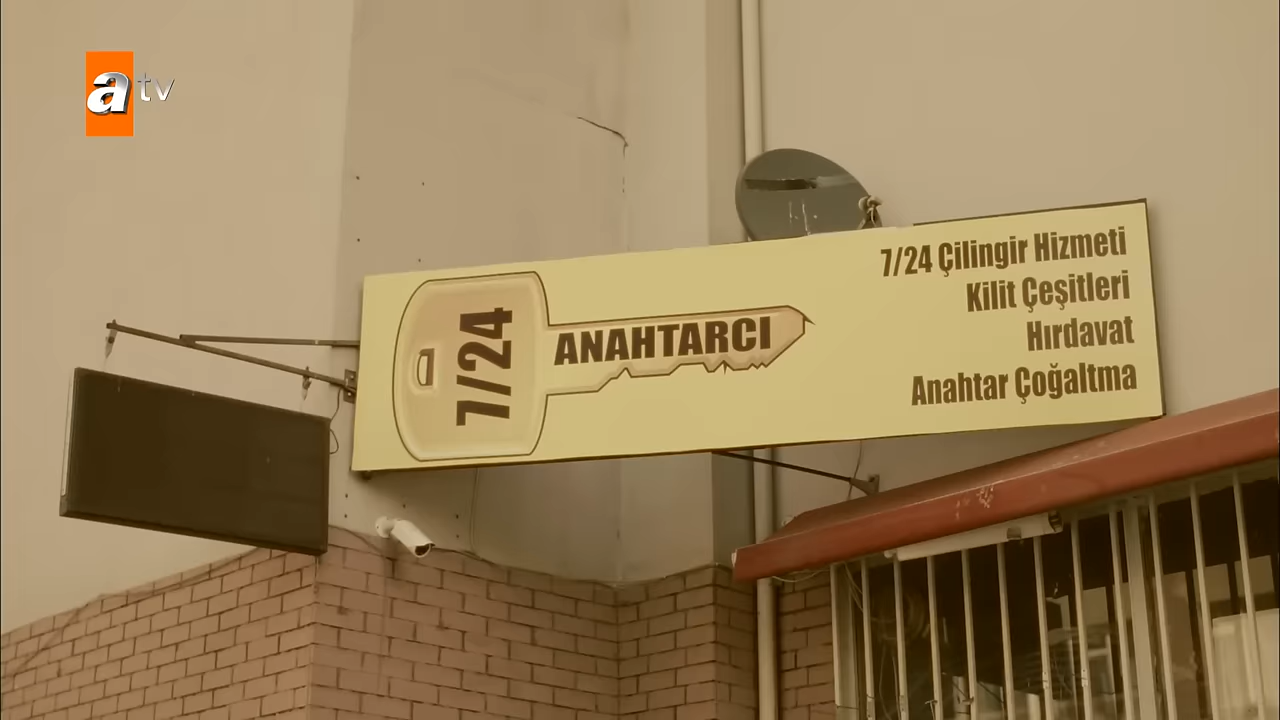 atv
7/24
ANAHTARCI
7/24 Çilingir Hizmeti
Kilit Çeşitleri
Hırdavat
Anahtar Çoğaltma